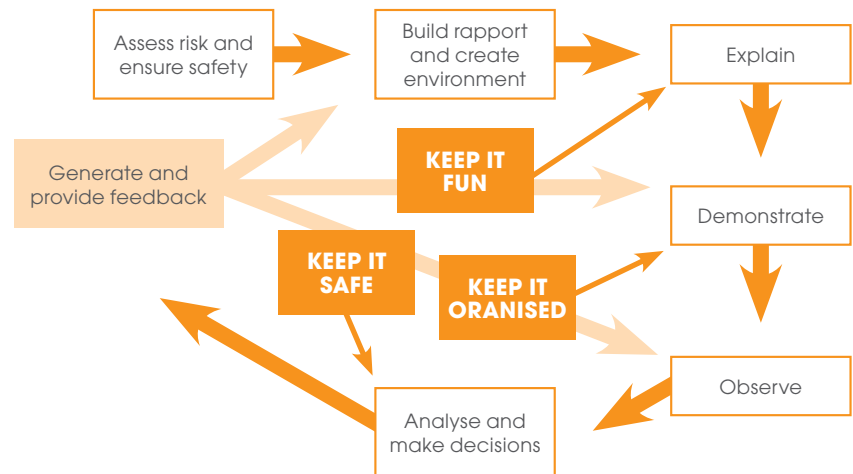 Assess risk and
ensure safety
Build rapport
and create
environment
Explain
Generate and
provide feedback
KEEP IT
FUN
Demonstrate
KEEP IT
SAFE
KEEP IT
ORANISED
Observe
Analyse and
make decisions